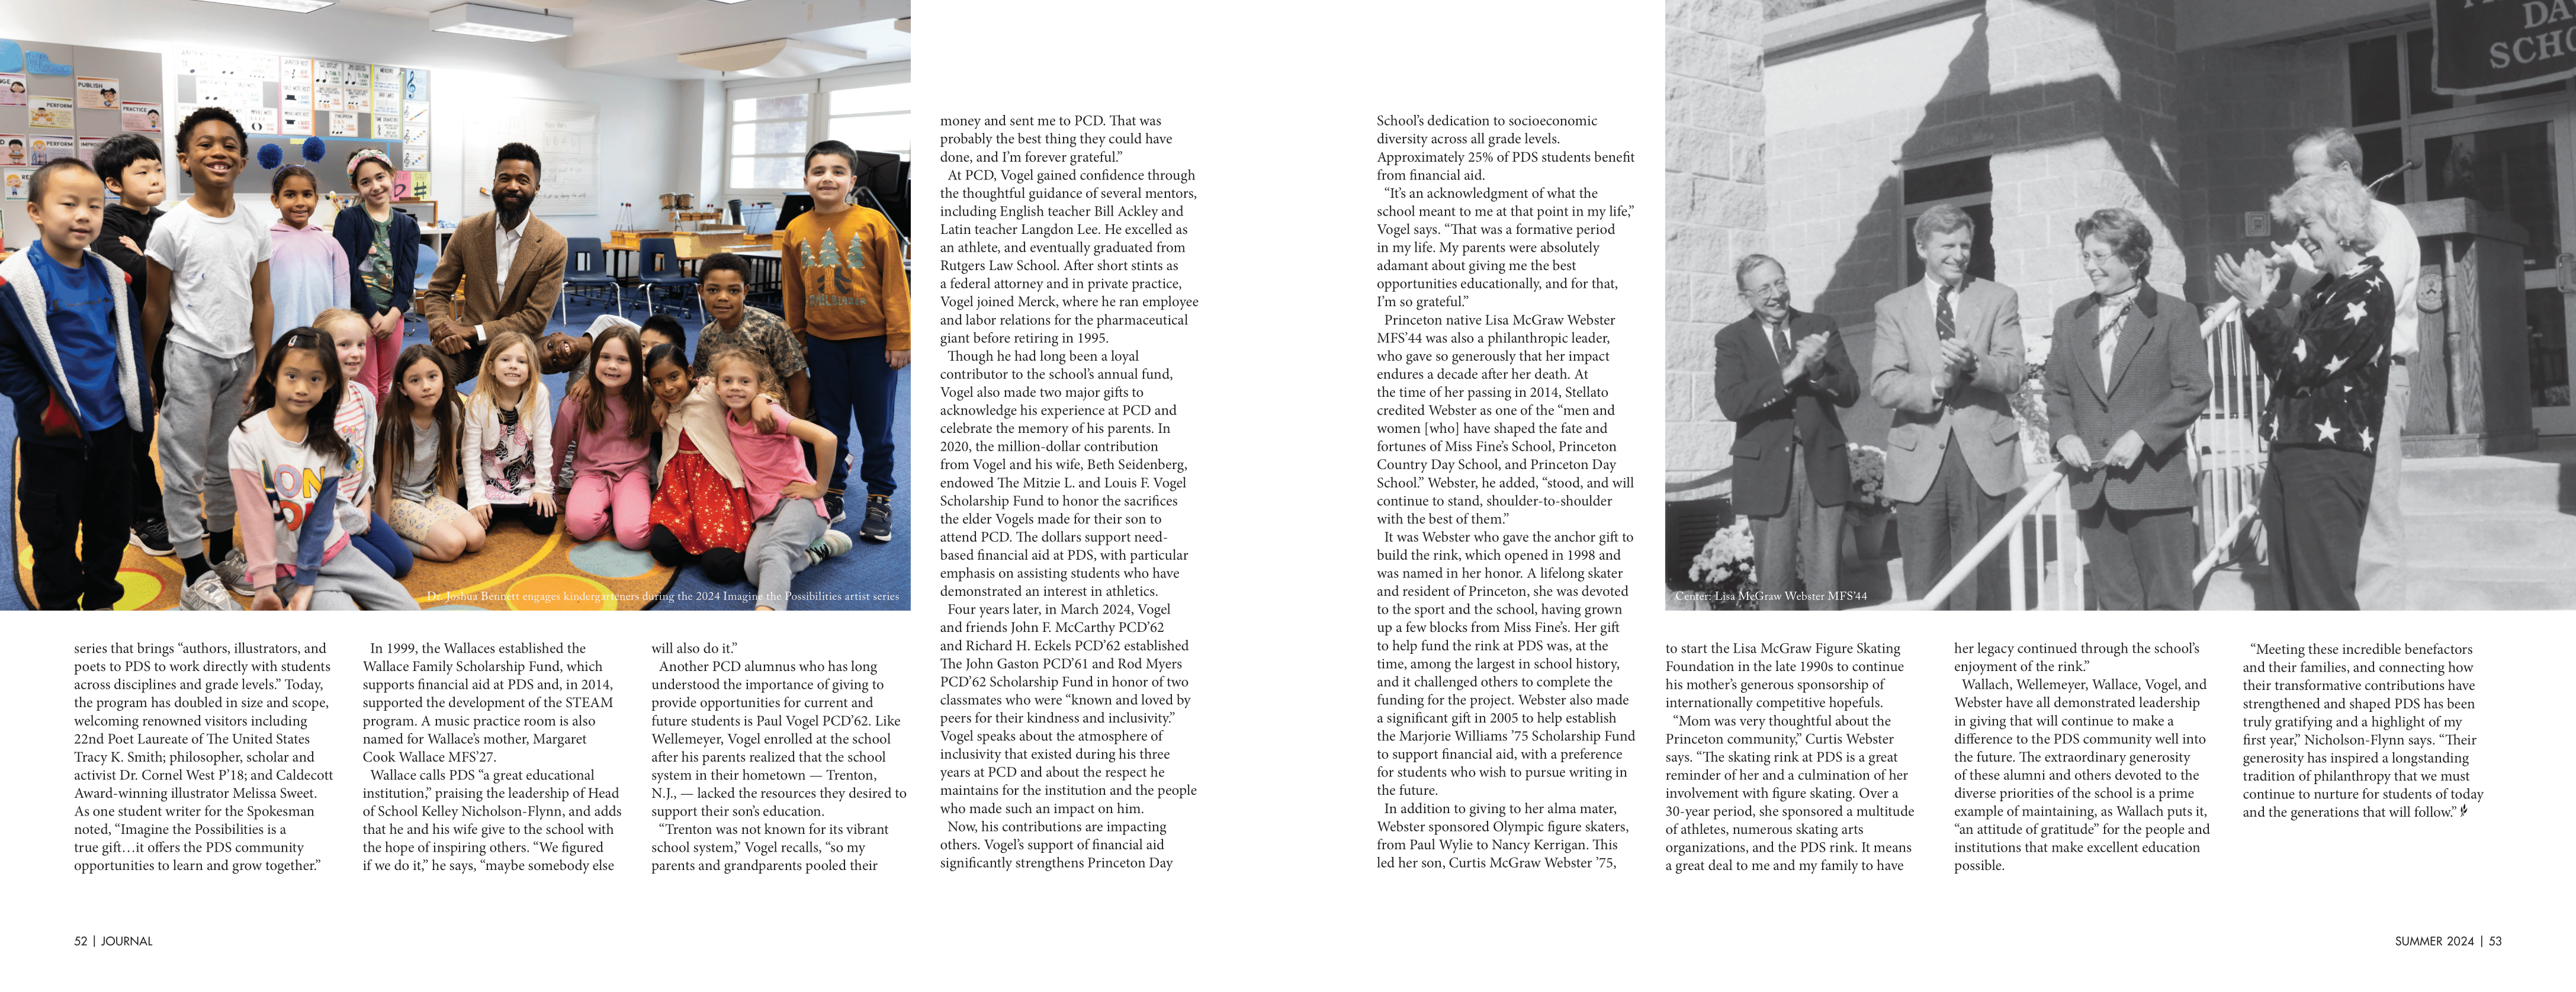 PUBLISH
PERFORM
PRACTICE
PERFORM
DA
SCHO
Dr. Joshua Bennett engages kindergarteners during the 2024 Imagine the Possibilities artist series
Center: Lisa McGraw Webster MFS’44
series that brings “authors, illustrators, and
poets to PDS to work directly with students
across disciplines and grade levels.” Today,
the program has doubled in size and scope,
welcoming renowned visitors including
22nd Poet Laureate of The United States
Tracy K. Smith; philosopher, scholar and
activist Dr. Cornel West P’18; and Caldecott
Award-winning illustrator Melissa Sweet.
As one student writer for the Spokesman
noted, “Imagine the Possibilities is a
true gift…it offers the PDS community
opportunities to learn and grow together.”
In 1999, the Wallaces established the
Wallace Family Scholarship Fund, which
supports financial aid at PDS and, in 2014,
supported the development of the STEAM
program. A music practice room is also
named for Wallace’s mother, Margaret
Cook Wallace MFS’27.
Wallace calls PDS “a great educational
institution,” praising the leadership of Head
of School Kelley Nicholson-Flynn, and adds
that he and his wife give to the school with
the hope of inspiring others. “We figured
if we do it,” he says, “maybe somebody else
will also do it.”
Another PCD alumnus who has long
understood the importance of giving to
provide opportunities for current and
future students is Paul Vogel PCD’62. Like
Wellemeyer, Vogel enrolled at the school
after his parents realized that the school
system in their hometown — Trenton,
N.J., — lacked the resources they desired to
support their son’s education.
“Trenton was not known for its vibrant
school system,” Vogel recalls, “so my
parents and grandparents pooled their
money and sent me to PCD. That was
probably the best thing they could have
done, and I’m forever grateful.”
At PCD, Vogel gained confidence through
the thoughtful guidance of several mentors,
including English teacher Bill Ackley and
Latin teacher Langdon Lee. He excelled as
an athlete, and eventually graduated from
Rutgers Law School. After short stints as
a federal attorney and in private practice,
Vogel joined Merck, where he ran employee
and labor relations for the pharmaceutical
giant before retiring in 1995.
Though he had long been a loyal
contributor to the school’s annual fund,
Vogel also made two major gifts to
acknowledge his experience at PCD and
celebrate the memory of his parents. In
2020, the million-dollar contribution
from Vogel and his wife, Beth Seidenberg,
endowed The Mitzie L. and Louis F. Vogel
Scholarship Fund to honor the sacrifices
the elder Vogels made for their son to
attend PCD. The dollars support need-
based financial aid at PDS, with particular
emphasis on assisting students who have
demonstrated an interest in athletics.
Four years later, in March 2024, Vogel
and friends John F. McCarthy PCD’62
and Richard H. Eckels PCD’62 established
The John Gaston PCD’61 and Rod Myers
PCD’62 Scholarship Fund in honor of two
classmates who were “known and loved by
peers for their kindness and inclusivity.”
Vogel speaks about the atmosphere of
inclusivity that existed during his three
years at PCD and about the respect he
maintains for the institution and the people
who made such an impact on him.
Now, his contributions are impacting
others. Vogel’s support of financial aid
significantly strengthens Princeton Day
School’s dedication to socioeconomic
diversity across all grade levels.
Approximately 25% of PDS students benefit
from financial aid.
“It’s an acknowledgment of what the
school meant to me at that point in my life,”
Vogel says. “That was a formative period
in my life. My parents were absolutely
adamant about giving me the best
opportunities educationally, and for that,
I’m so grateful.”
Princeton native Lisa McGraw Webster
MFS’44 was also a philanthropic leader,
who gave so generously that her impact
endures a decade after her death. At
the time of her passing in 2014, Stellato
credited Webster as one of the “men and
women [who] have shaped the fate and
fortunes of Miss Fine’s School, Princeton
Country Day School, and Princeton Day
School.” Webster, he added, “stood, and will
continue to stand, shoulder-to-shoulder
with the best of them.”
It was Webster who gave the anchor gift to
build the rink, which opened in 1998 and
was named in her honor. A lifelong skater
and resident of Princeton, she was devoted
to the sport and the school, having grown
up a few blocks from Miss Fine’s. Her gift
to help fund the rink at PDS was, at the
time, among the largest in school history,
and it challenged others to complete the
funding for the project. Webster also made
a significant gift in 2005 to help establish
the Marjorie Williams ’75 Scholarship Fund
to support financial aid, with a preference
for students who wish to pursue writing in
the future.
In addition to giving to her alma mater,
Webster sponsored Olympic figure skaters,
from Paul Wylie to Nancy Kerrigan. This
led her son, Curtis McGraw Webster ’75,
to start the Lisa McGraw Figure Skating
Foundation in the late 1990s to continue
his mother’s generous sponsorship of
internationally competitive hopefuls.
“Mom was very thoughtful about the
Princeton community,” Curtis Webster
says. “The skating rink at PDS is a great
reminder of her and a culmination of her
involvement with figure skating. Over a
30-year period, she sponsored a multitude
of athletes, numerous skating arts
organizations, and the PDS rink. It means
a great deal to me and my family to have
her legacy continued through the school’s
enjoyment of the rink.”
Wallach, Wellemeyer, Wallace, Vogel, and
Webster have all demonstrated leadership
in giving that will continue to make a
difference to the PDS community well into
the future. The extraordinary generosity
of these alumni and others devoted to the
diverse priorities of the school is a prime
example of maintaining, as Wallach puts it,
“an attitude of gratitude” for the people and
institutions that make excellent education
possible.
“Meeting these incredible benefactors
and their families, and connecting how
their transformative contributions have
strengthened and shaped PDS has been
truly gratifying and a highlight of my
first year,” Nicholson-Flynn says. “Their
generosity has inspired a longstanding
tradition of philanthropy that we must
continue to nurture for students of today
and the generations that will follow.”
52 | JOURNAL
SUMMER 2024 | 53